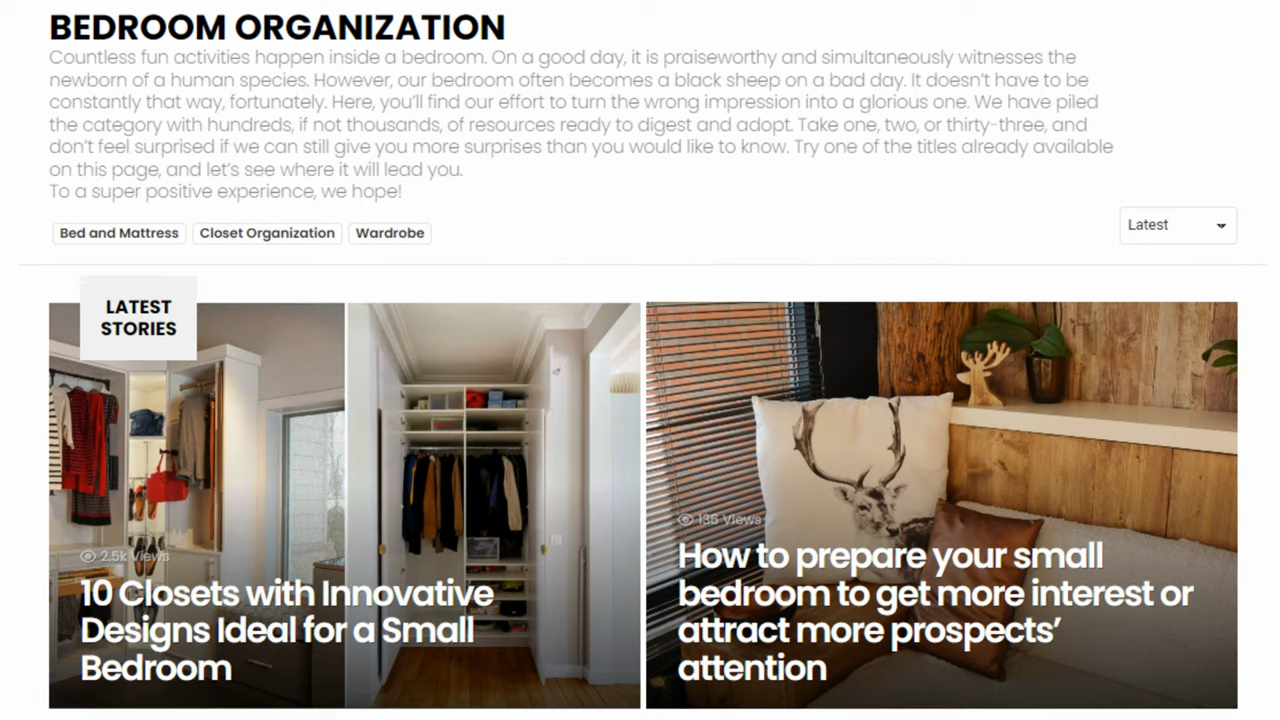 BEDROOM ORGANIZATION
Countless fun activities happen inside a bedroom. On a good day, it is praiseworthy and simultaneously witnesses the
newborn of a human species. However, our bedroom often becomes a black sheep on a bad day. It doesn’t have to be
constantly that way, fortunately. Here, you’ll find our effort to turn the wrong impression into a glorious one. We have piled
the category with hundreds, if not thousands, of resources ready to digest and adopt. Take one, two, or thirty-three, and
don’t feel surprised if we can still give you more surprises than you would like to know. Try one of the titles already available
on this page, and let’s see where it will lead you.
To a super positive experience, we hope!
Bed and Mattress Closet Organization Wardrobe
Latest
LATEST
STORIES
2.5k Views
10 Closets with Innovative
Designs Ideal for a Small
Bedroom
136 Views
How to prepare your small
bedroom to get more interest or
attract more prospects’
attention